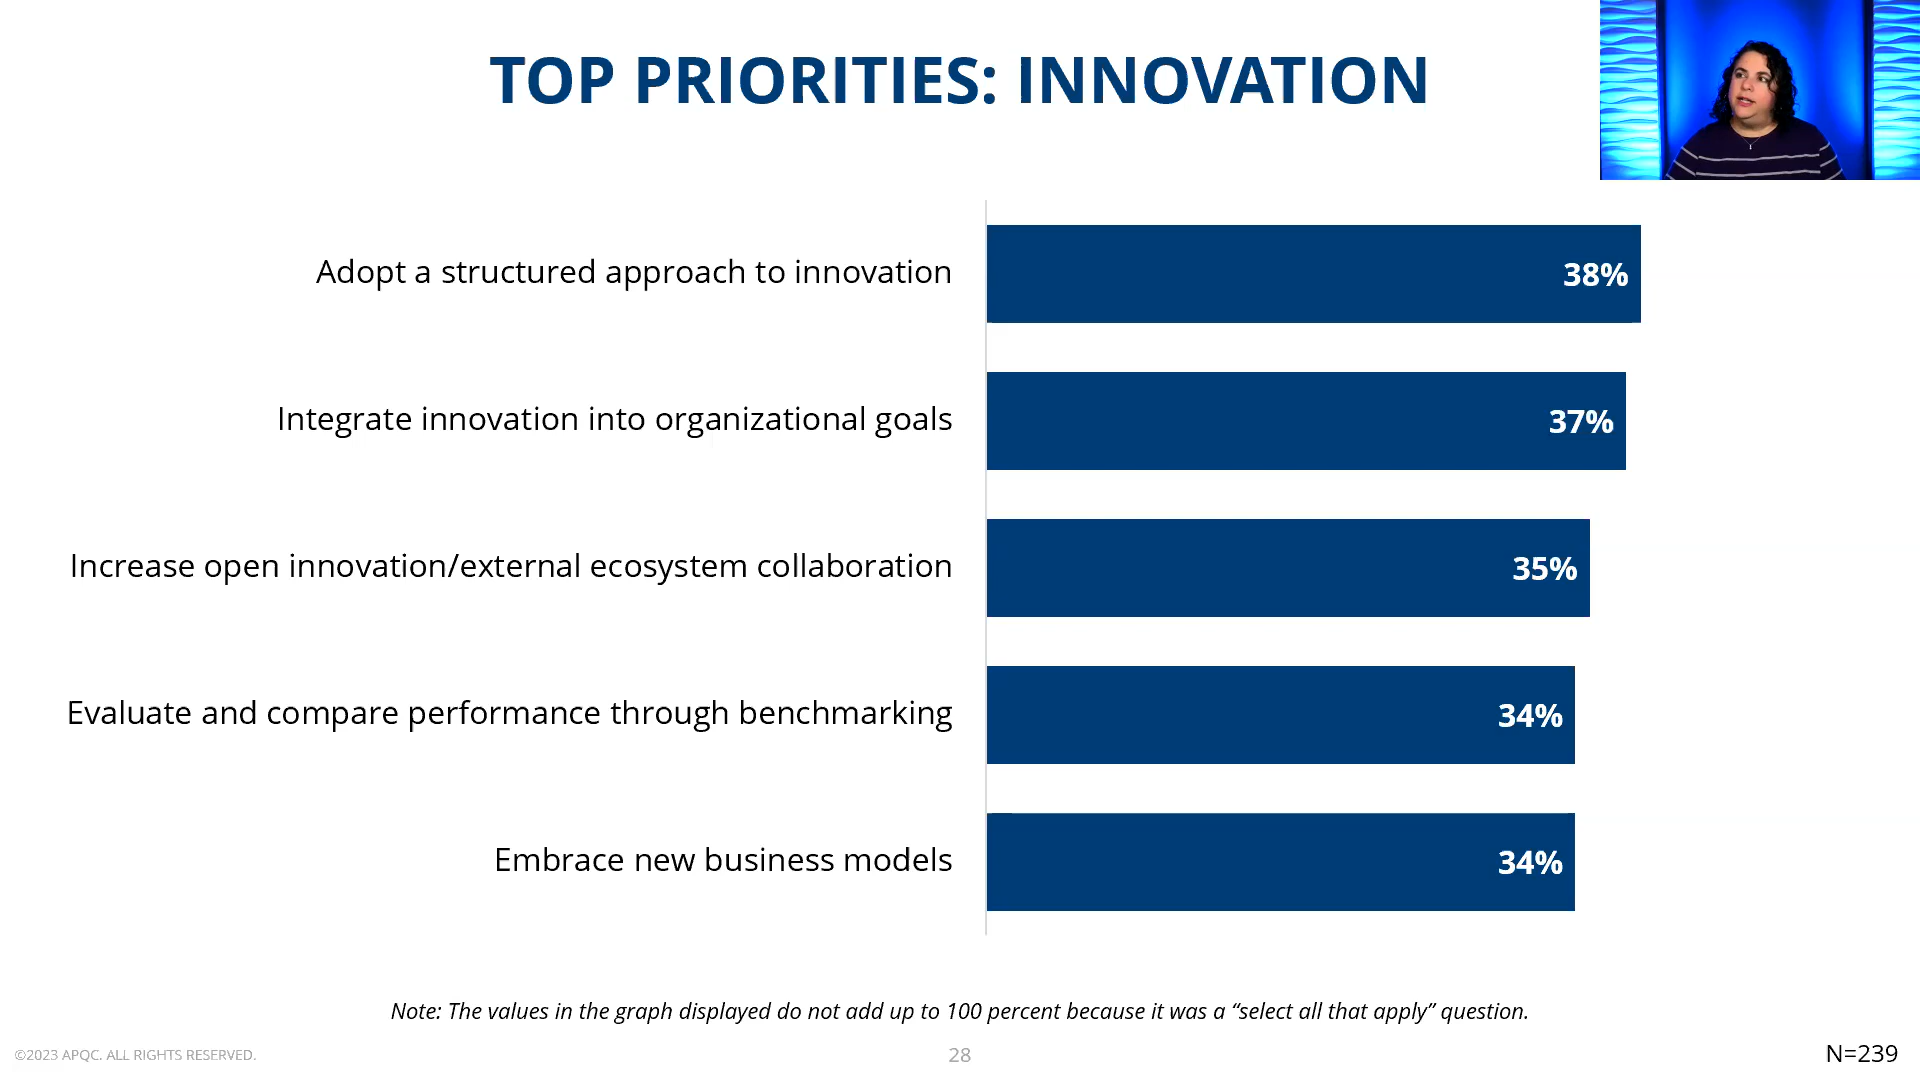 TOP PRIORITIES: INNOVATION
Adopt a structured approach to innovation
38%
Integrate innovation into organizational goals
37%
Increase open innovation/external ecosystem collaboration
35%
Evaluate and compare performance through benchmarking
34%
Embrace new business models
34%
Note: The values in the graph displayed do not add up to 100 percent because it was a “select all that apply” question.
©2023 APQC. ALL RIGHTS RESERVED.
28
N=239